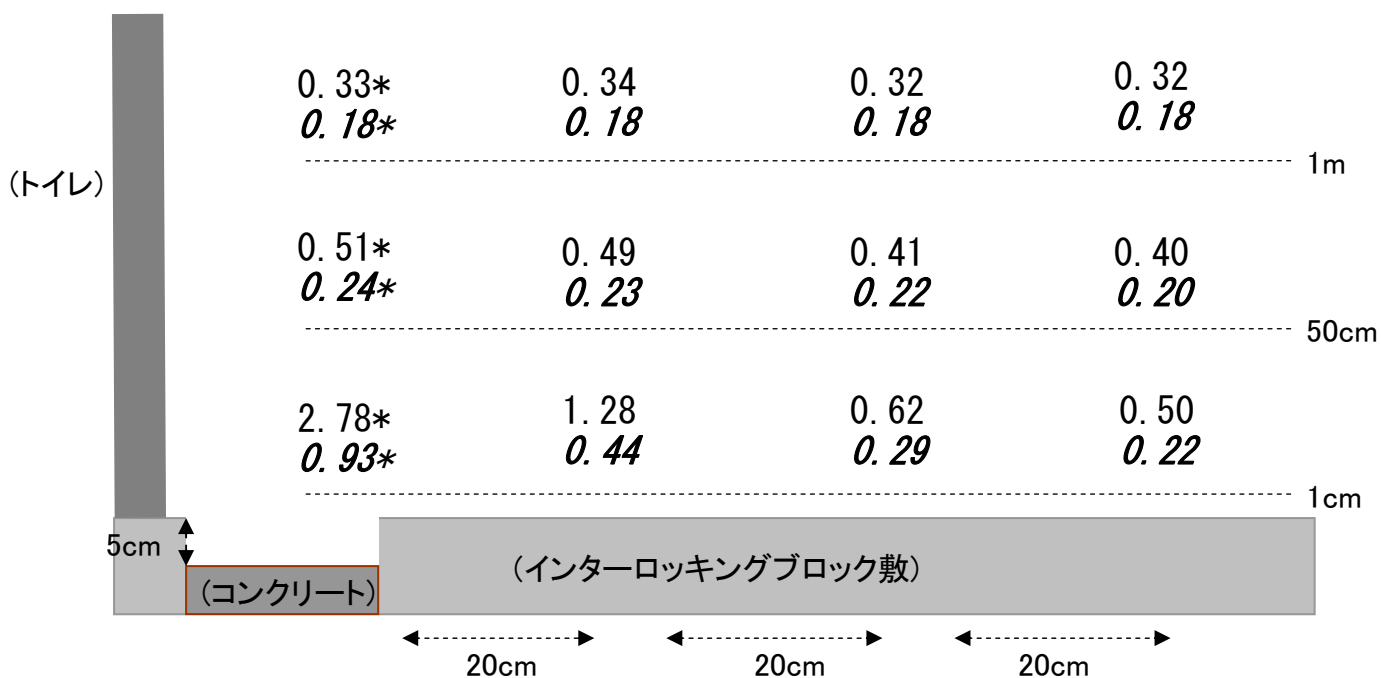 0.33* 0.34 0.32 0.32
0.18* 0.18 0.18 0.18
1m
(トイレ)
0.51* 0.49 0.41 0.40
0.24* 0.23 0.22 0.20
50cm
2.78* 1.28 0.62 0.50
0.93* 0.44 0.29 0.22
1cm
5cm
(インターロッキングブロック敷)
(コンクリート)
20cm 20cm 20cm